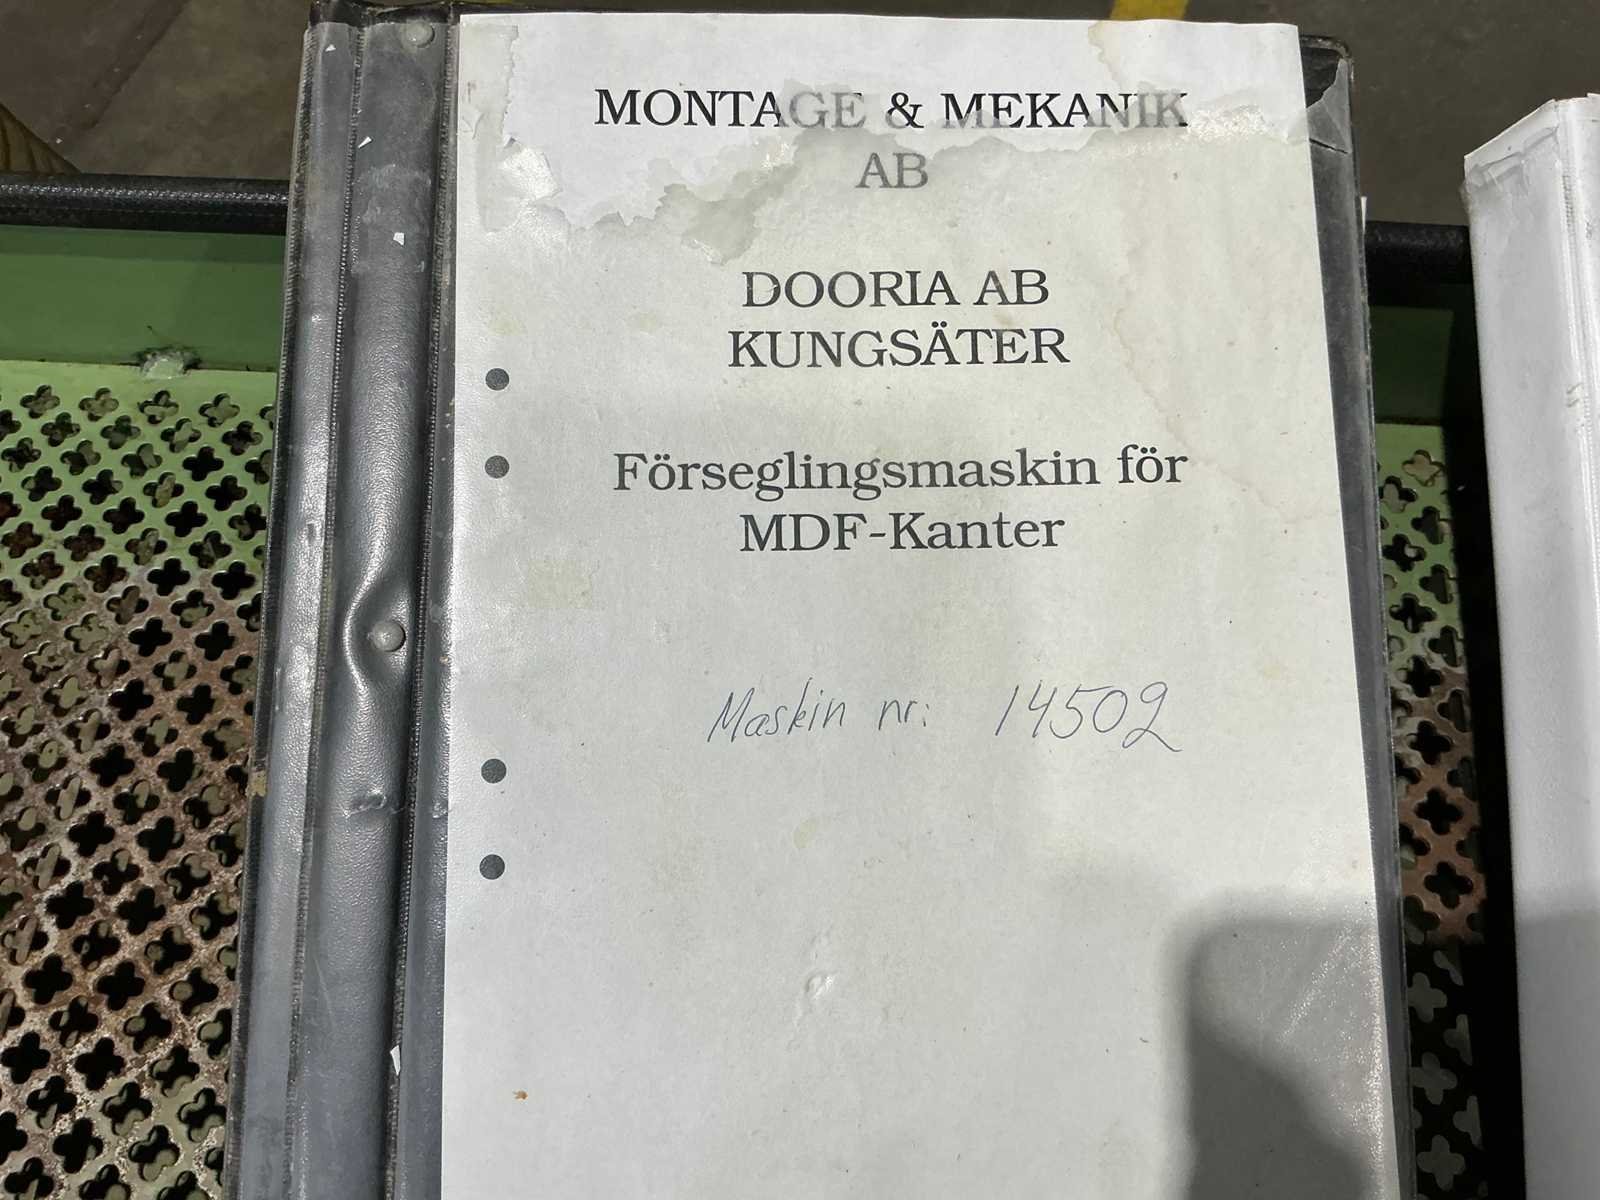 MONTAGE & MEKANIK
AB
DOORIA AB
KUNGSÄTER
Förseglingsmaskin för
MDF-Kanter
Maskin nr: 14502